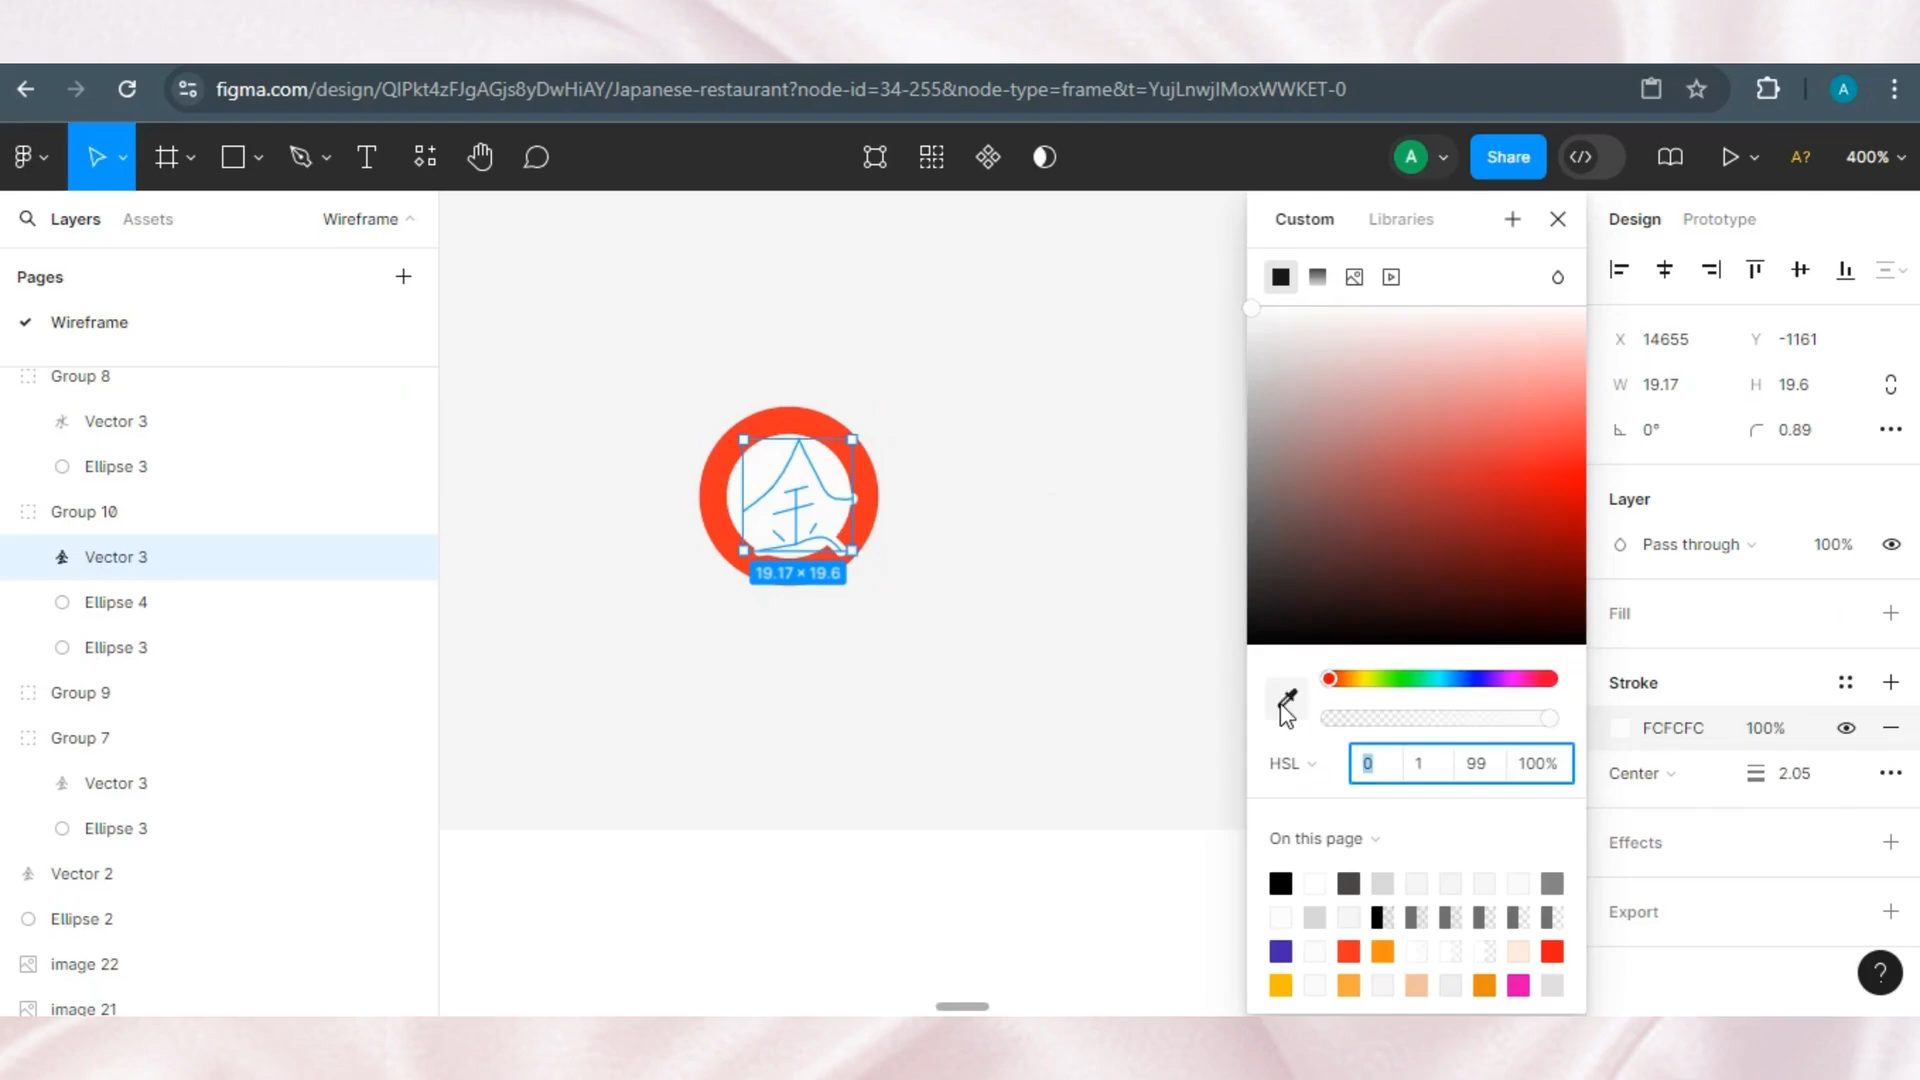 figma.com/design/QlPkt4zFJgAGjs8yDwHiAY/Japanese-restaurant?node-id=34-255&node-type=frame&t=YujLnwjlMoxWWKET-0
A
A
Share
A?
400%
Layers
Assets
Wireframe
Pages
Wireframe
Group 8
Vector 3
Ellipse 3
Group 10
Vector 3
Ellipse 4
Ellipse 3
Group 9
Group 7
Vector 3
Ellipse 3
Vector 2
Ellipse 2
image 22
image 21
金
19.17 × 19.6
Custom
Libraries
HSL
0
1
99
100%
On this page
Design
Prototype
X 14655
Y -1161
W 19.17
H 19.6
0°
0.89
Layer
Pass through
100%
Fill
Stroke
FCFCFC
100%
Center
2.05
Effects
Export
?